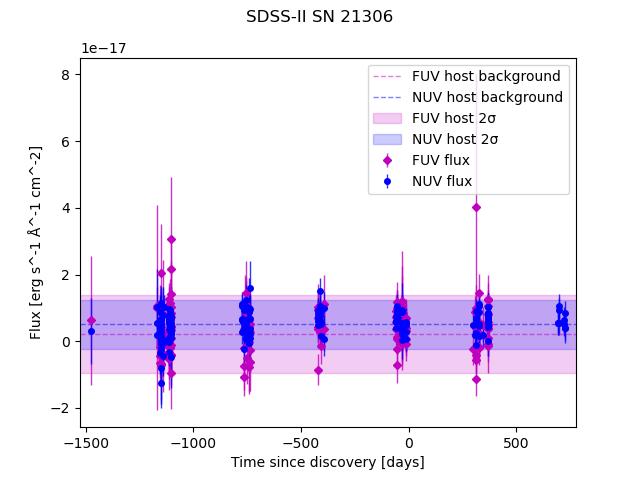 SDSS-II SN 21306
1e−17
FUV host background
NUV host background
FUV host 2σ
NUV host 2σ
FUV flux
NUV flux
8
6
4
2
0
−2
Flux [erg s^-1 Å^-1 cm^-2]
−1500
−1000
−500
0
500
Time since discovery [days]